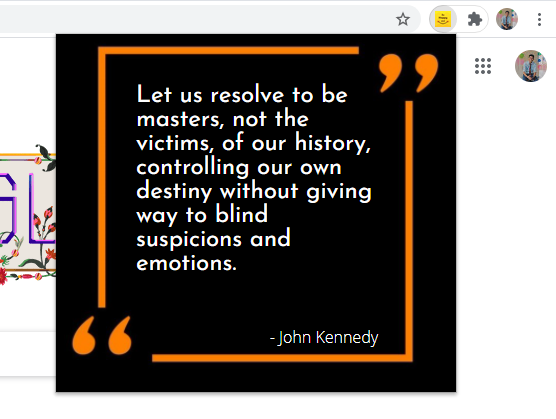 Let us resolve to be
masters, not the
victims, of our history,
controlling our own
destiny without giving
way to blind
suspicions and
emotions.
- John Kennedy